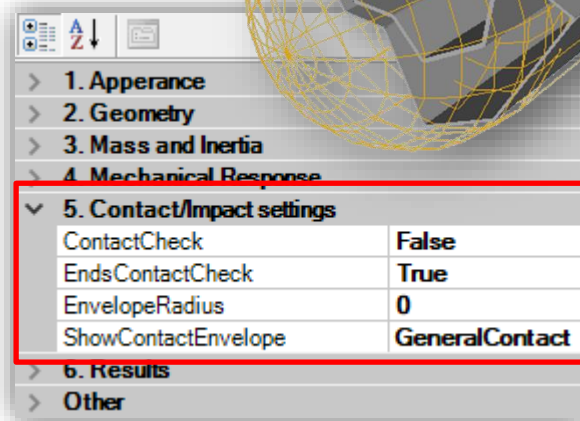 1. Apperance
2. Geometry
3. Mass and Inertia
4. Mechanical Response
5. Contact/Impact settings
ContactCheck False
EndsContactCheck True
EnvelopeRadius 0
ShowContactEnvelope GeneralContact
6. Results
Other